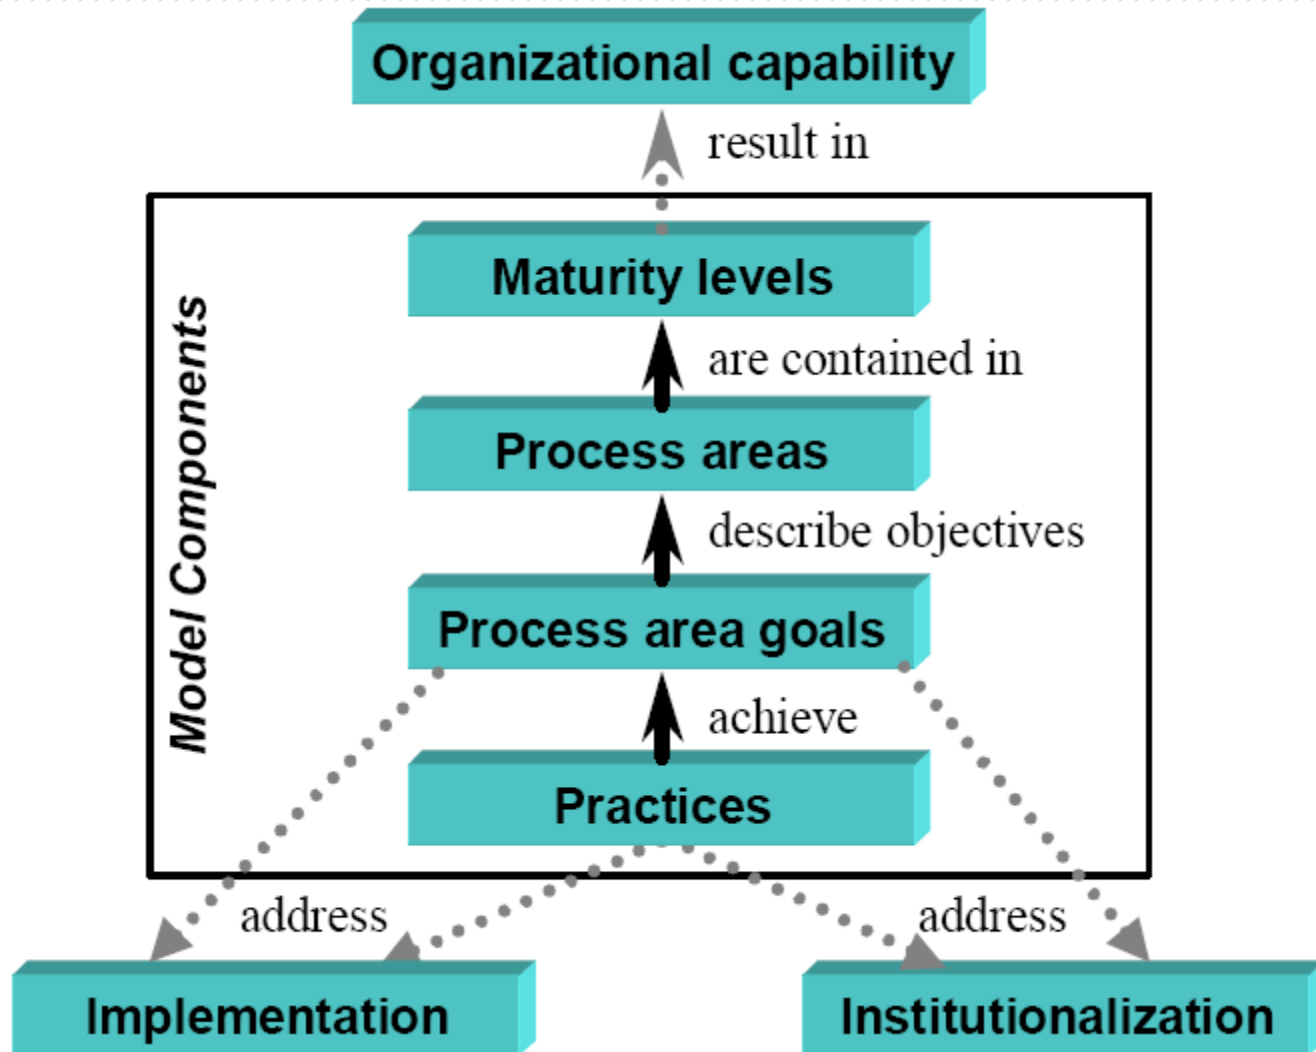 Organizational capability
result in
Maturity levels
are contained in
Process areas
describe objectives
Process area goals
achieve
Practices
Model Components
address
address
Implementation
Institutionalization